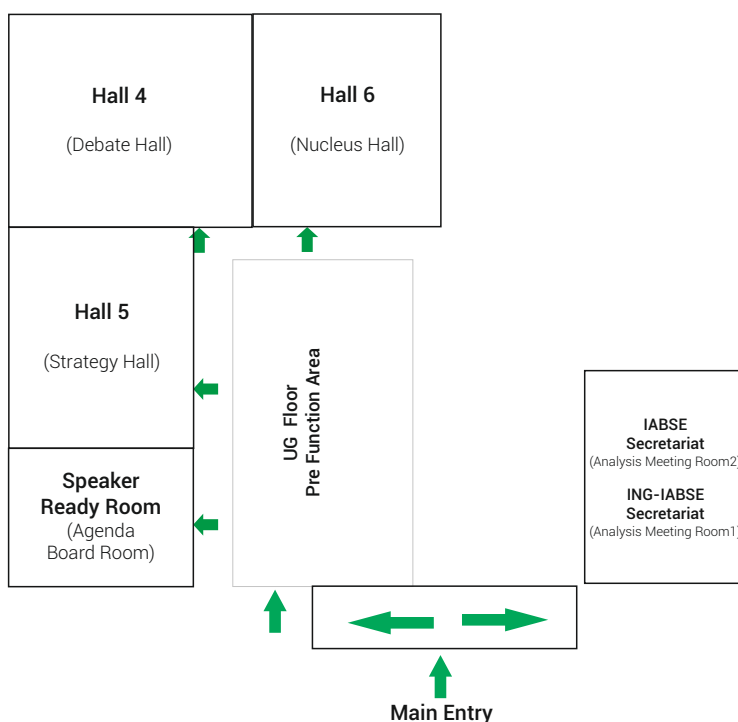 Hall 4
(Debate Hall)
Hall 6
(Nucleus Hall)
Hall 5
(Strategy Hall)
Speaker
Ready Room
(Agenda
Board Room)
UG Floor
Pre Function Area
IABSE
Secretariat
(Analysis Meeting Room2)
ING-IABSE
Secretariat
(Analysis Meeting Room1)
Main Entry